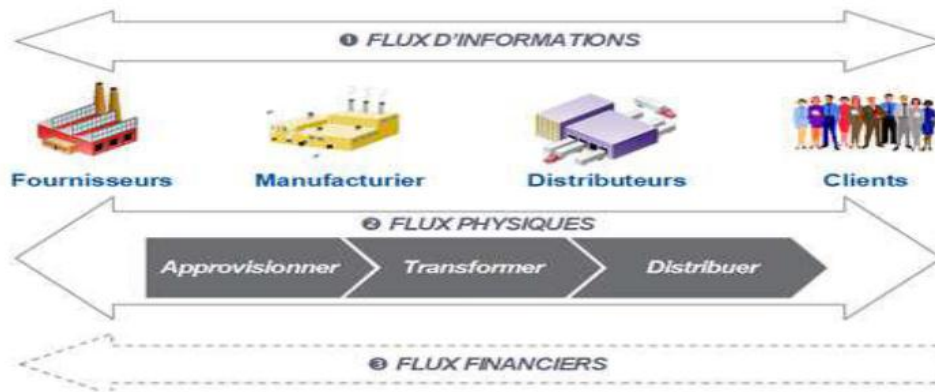 ❶ FLUX D'INFORMATIONS
Fournisseurs Manufacturier Distributeurs Clients
❷ FLUX PHYSIQUES
Approvisionner Transformer Distribuer
❸ FLUX FINANCIERS